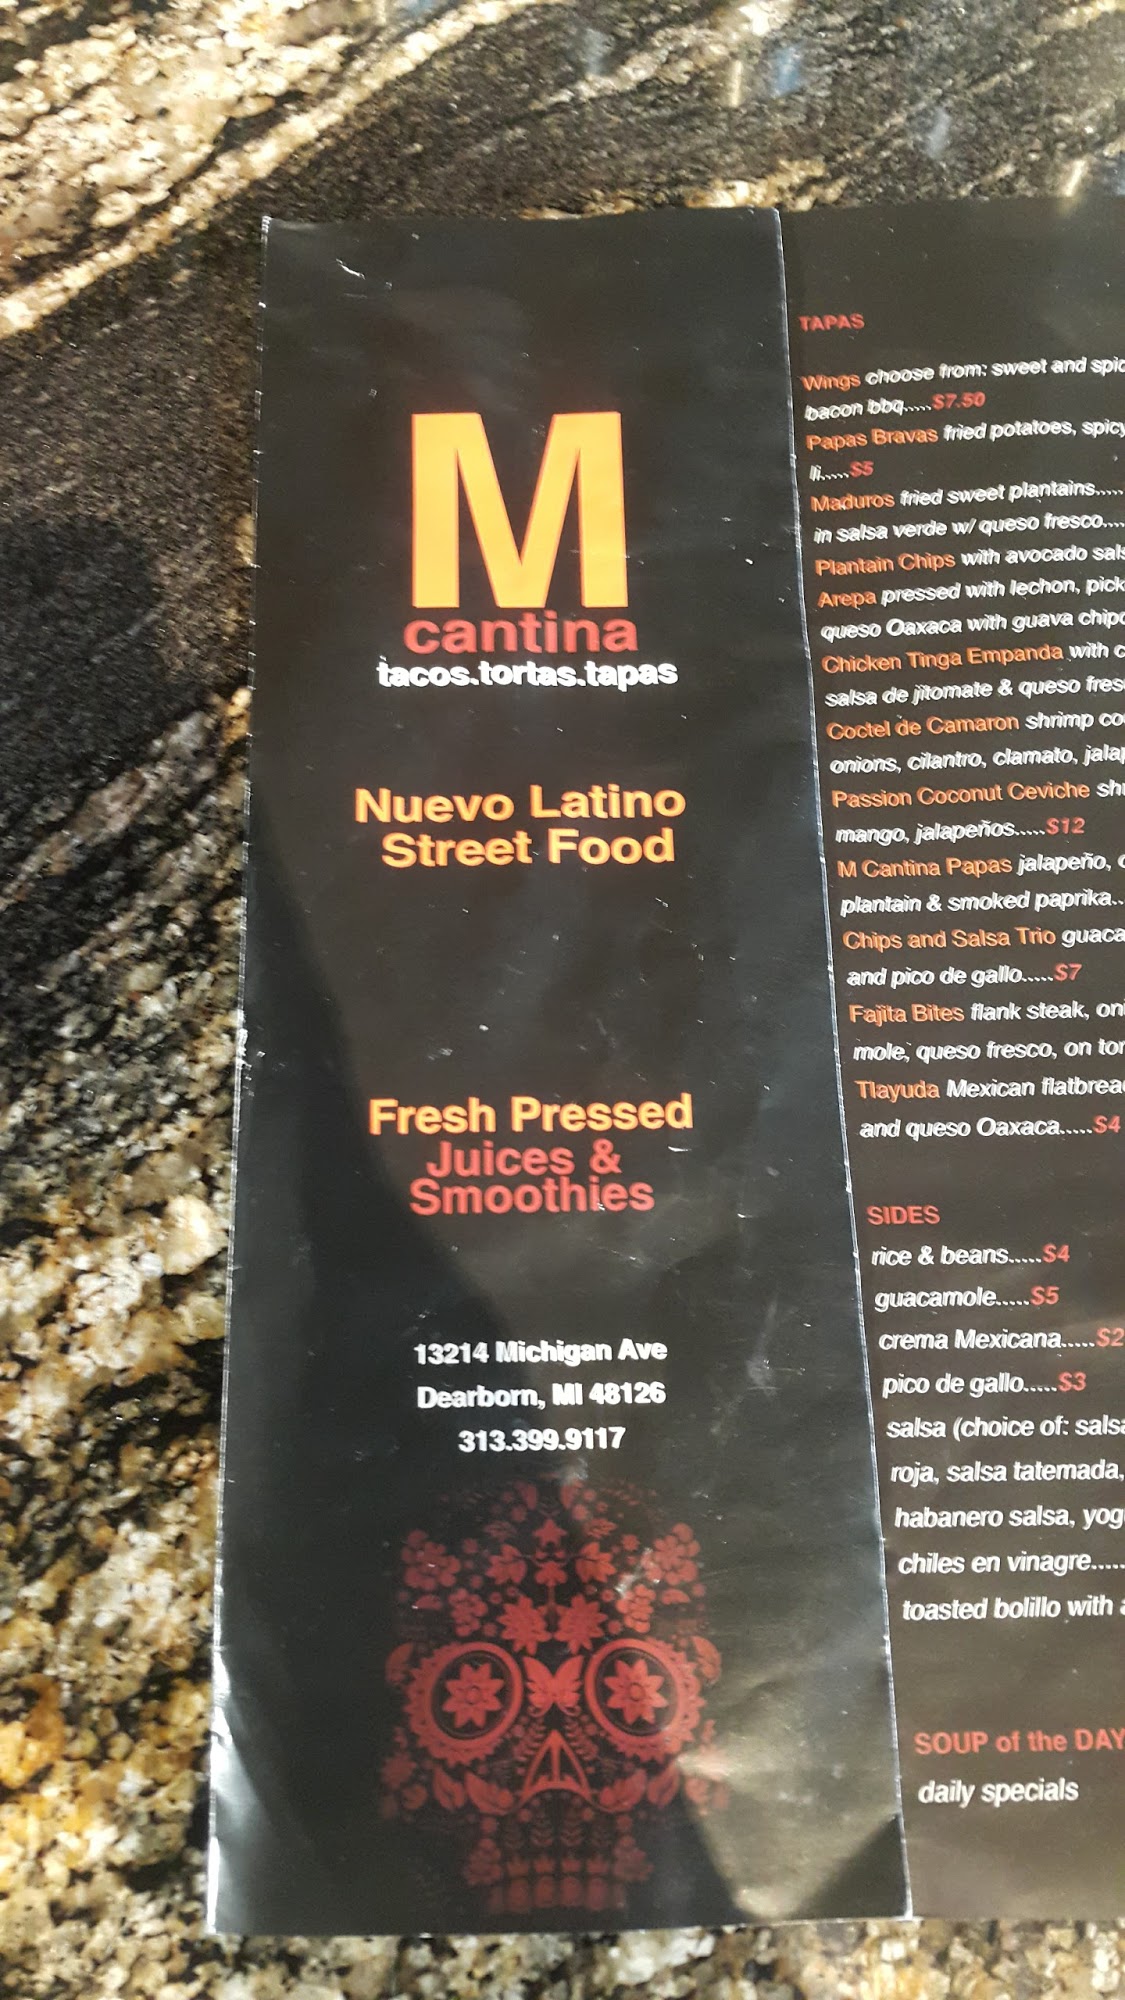 M
cantina
tacos.tortas.tapas
Nuevo Latino
Street Food
Fresh Pressed
Juices &
Smoothies
13214 Michigan Ave
Dearborn, MI 48126
313.399.9117
TAPAS
Wings choose from: sweet and
bacon bbq.....$7.50
Papas Bravas fried potatoes, spicy
li.....$5
Maduros fried sweet plantains.....
in salsa verde w/ queso fresco....
Plantain Chips with avocado
Arepa pressed with lechon,
queso Oaxaca with guava
Chicken Tinga Empanda with
salsa de jitomate & queso
Coctel de Camaron shrimp
onions, cilantro, clamato,
Passion Coconut Ceviche
mango, jalapeños.....$12
M Cantina Papas jalapeño,
plantain & smoked paprika..
Chips and Salsa Trio
and pico de gallo.....$7
Fajita Bites flank steak,
mole, queso fresco, on
Tlayuda Mexican
and queso Oaxaca.....$4
SIDES
rice & beans.....$4
guacamole.....$5
crema Mexicana.....$2
pico de gallo.....$3
salsa (choice of: salsa
roja, salsa tatemada,
habanero salsa,
chiles en vinagre.....
toasted bolillo with
SOUP of the DAY
daily specials